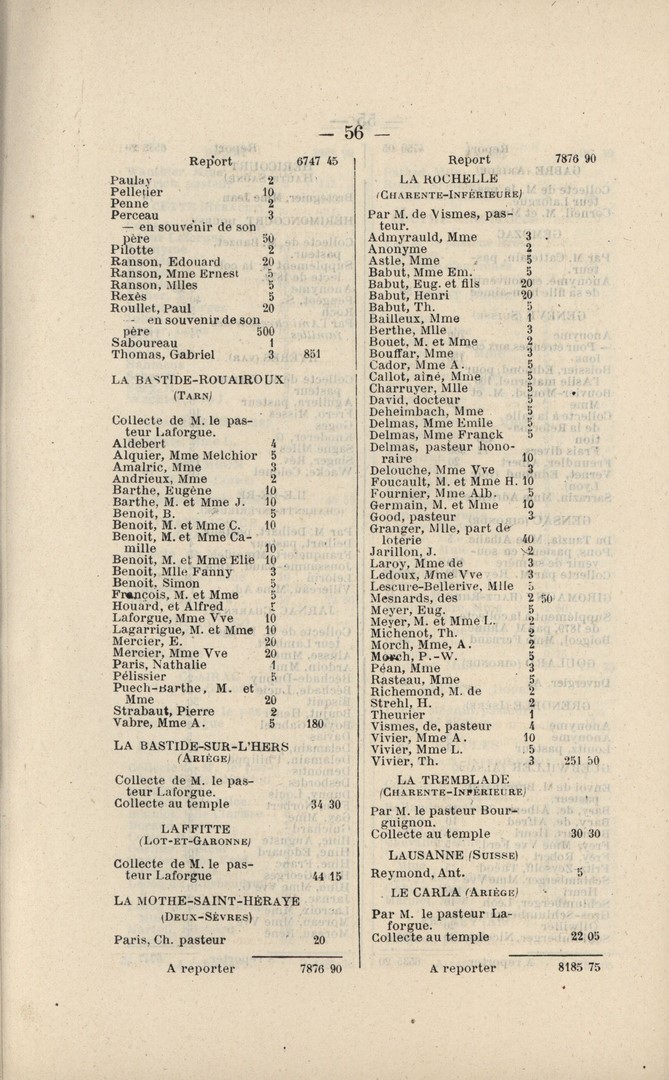 — 56 —
Report 6747 45
Paulay 2
Pelletier 10
Penne 2
Perceau 3
— en souvenir de son
père 50
Pilotte 2
Ranson, Edouard 20
Ranson, Mme Ernest 5
Ranson, Mlles 5
Rexès 5
Roullet, Paul 20
— en souvenir de son
père 500
Saboureau 1
Thomas, Gabriel 3 851
LA BASTIDE-ROUAIROUX
(TARN)
Collecte de M. le pas-
teur Laforgue.
Aldebert 4
Alquier, Mme Melchior 5
Amalric, Mme 3
Andrieux, Mme 2
Barthe, Eugène 10
Barthe, M. et Mme J. 10
Benoit, B. 5
Benoit, M. et Mme C. 10
Benoit, M. et Mme Ca-
mille 10
Benoit, M. et Mme Elie 10
Benoit, Mlle Fanny 3
Benoit, Simon 5
François, M. et Mme 5
Houard, et Alfred
Laforgue, Mme Vve 10
Lagarrigue, M. et Mme 10
Mercier, E. 20
Mercier, Mme Vve 20
Paris, Nathalie 1
Pélissier 5
Puech-Barthe, M. et
Mme 20
Strabaut, Pierre 2
Vabre, Mme A. 5 180
LA BASTIDE-SUR-L'HERS
(ARIÈGE)
Collecte de M. le pas-
teur Laforgue.
Collecte au temple 34 30
LAFFITTE
(LOT-ET-GARONNE)
Collecte de M. le pas-
teur Laforgue 44 15
LA MOTHE-SAINT-HÉRAYE
(DEUX-SÈVRES)
Paris, Ch. pasteur 20
A reporter 7876 90
Report 7876 90
LA ROCHELLE
(CHARENTE-INFÉRIEURE)
Par M. de Vismes, pas-
teur.
Admyrauld, Mme 3
Anonyme 2
Astle, Mme 5
Babut, Mme Em. 5
Babut, Eug. et fils 20
Babut, Henri 20
Babut, Th. 5
Bailleux, Mme 1
Berthe, Mlle 3
Bouet, M. et Mme 2
Bouffar, Mme 3
Cador, Mme A. 5
Callot, aîné, Mme 5
Charruyer, Mlle 5
David, docteur 5
Deheimbach, Mme 5
Delmas, Mme Emile 5
Delmas, Mme Franck 5
Delmas, pasteur hono-
raire 10
Delouche, Mme Vve 3
Foucault, M. et Mme H. 10
Fournier, Mme Alb. 5
Germain, M. et Mme 10
Good, pasteur 3
Granger, Mlle, part de
loterie 40
Jarillon, J. 2
Laroy, Mme de 3
Ledoux, Mme Vve 3
Lescure-Bellerive, Mlle 5
Mesnards, des 2 50
Meyer, Eug. 5
Meyer, M. et Mme L. 2
Michenot, Th. 2
Morch, Mme, A. 2
Morch, P.-W. 5
Péan, Mme 3
Rasteau, Mme 5
Richemond, M. de 2
Strehl, H. 2
Theurier 1
Vismes, de, pasteur 4
Vivier, Mme A. 10
Vivier, Mme L. 5
Vivier, Th. 3 251 50
LA TREMBLADE
(CHARENTE-INFÉRIEURE)
Par M. le pasteur Bour-
guignon.
Collecte au temple 30 30
LAUSANNE (SUISSE)
Reymond, Ant. 5
LE CARLA (ARIÈGE)
Par M. le pasteur La-
forgue.
Collecte au temple 22 05
A reporter 8185 75